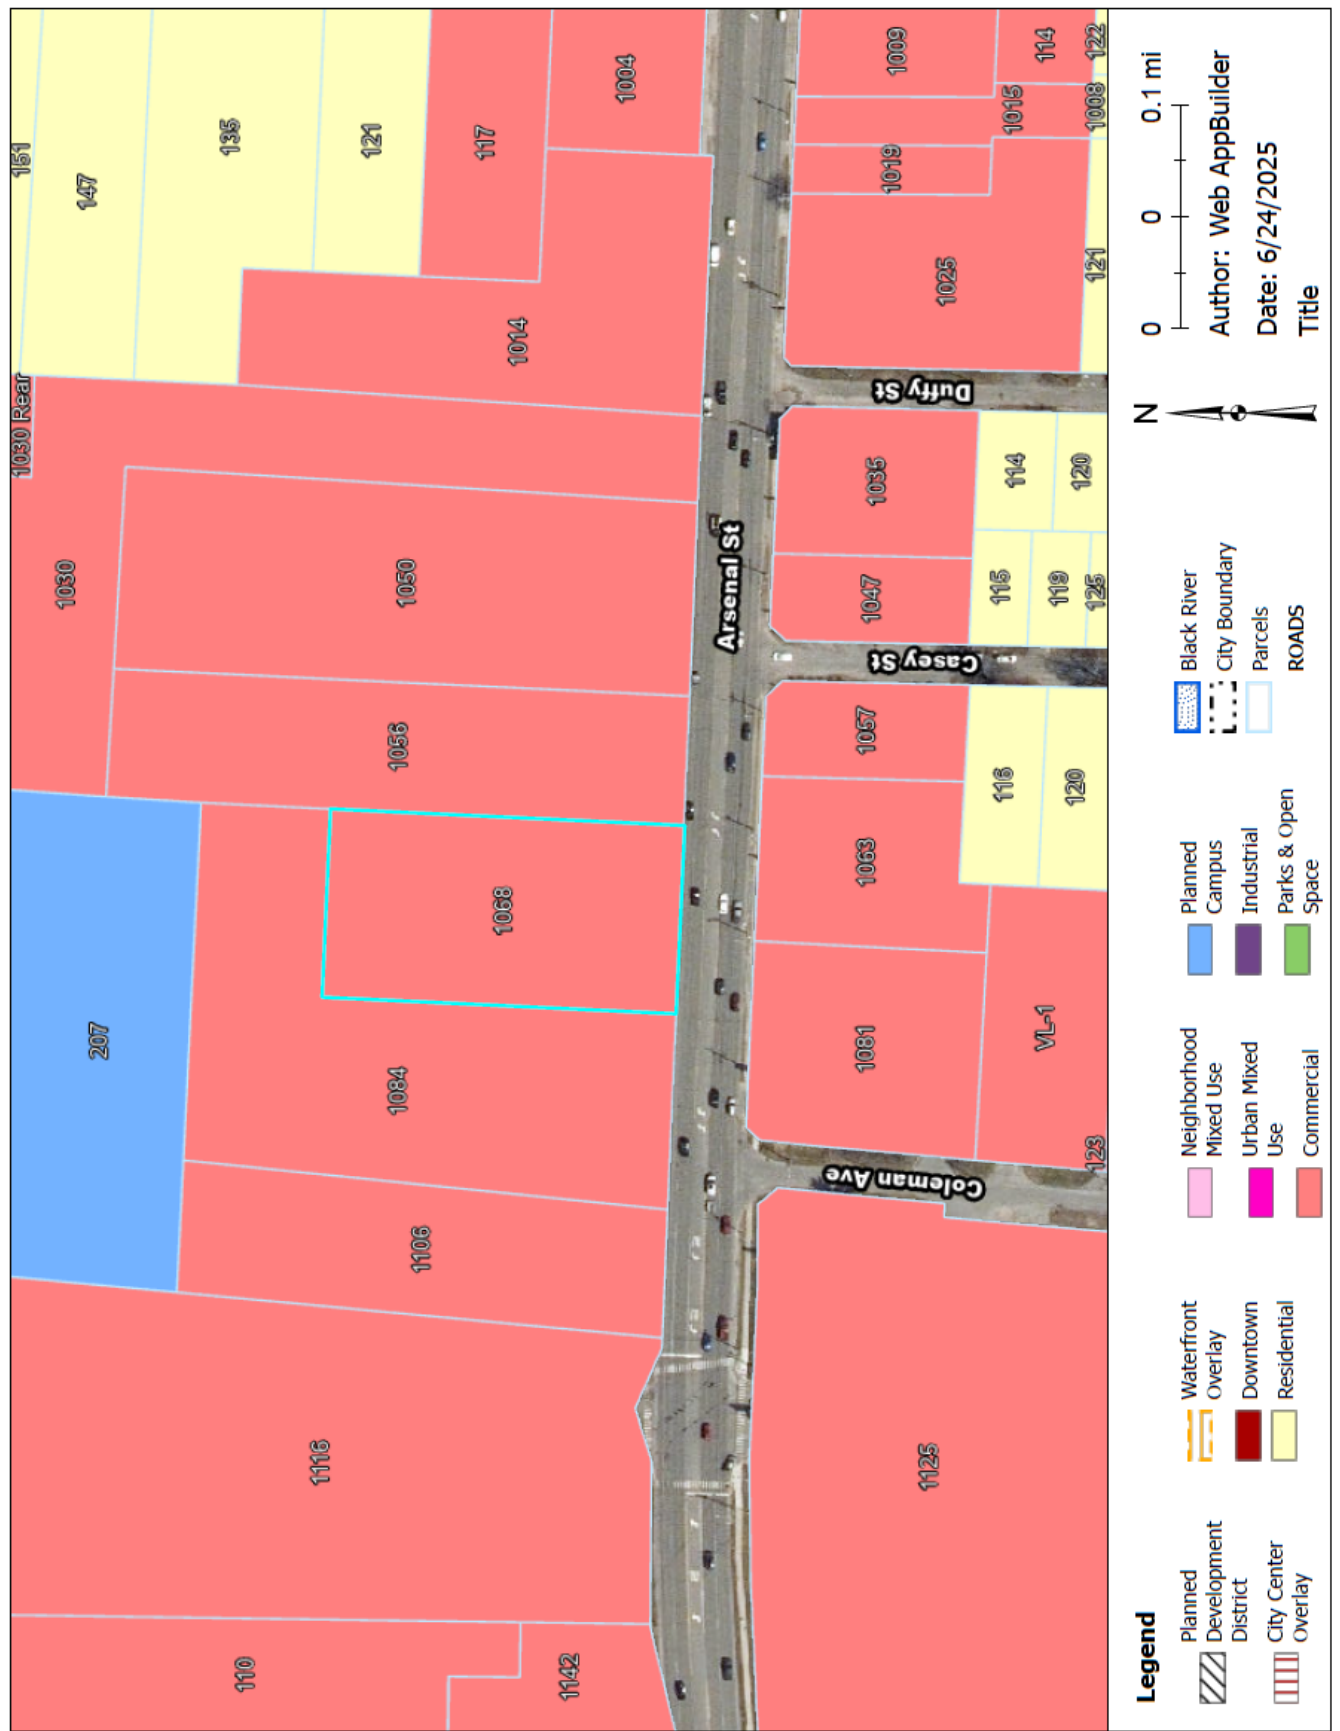 1030 Rear
151
1030
147
207
135
110
1116
121
1084
1056
1050
1106
117
1068
1014
1142
1004
Arsenal St
1081
1063
1057
1047
1035
1019
1009
Coleman Ave
Casey St
Duffy St
1125
1025
116
115
114
1015
VL-1
114
120
119
120
123
125
121
1008
122
Legend
Planned
Development
District
City Center
Overlay
Waterfront
Overlay
Downtown
Residential
Neighborhood
Mixed Use
Urban Mixed
Use
Commercial
Planned
Campus
Industrial
Parks & Open
Space
Black River
City Boundary
Parcels
ROADS
N
0 0 0.1 mi
Author: Web AppBuilder
Date: 6/24/2025
Title